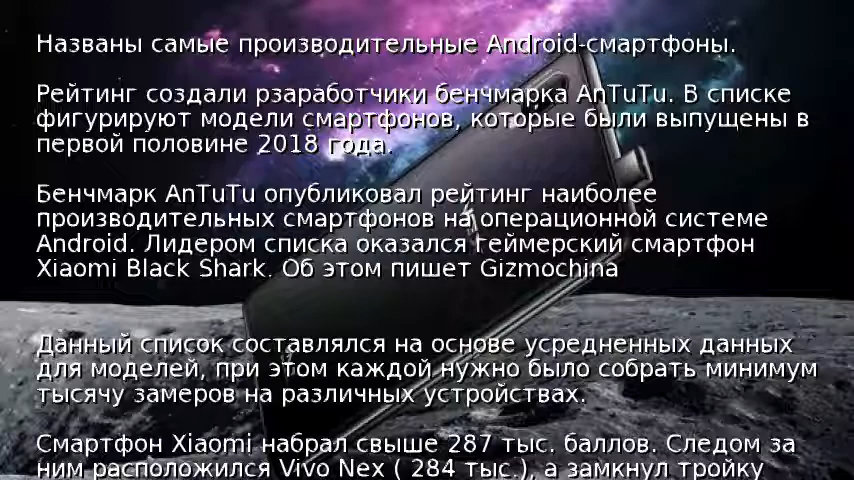 Названы самые производительные Android-смартфоны.
Рейтинг создали рзаработчики бенчмарка AnTuTu. В списке
фигурируют модели смартфонов, которые были выпущены в
первой половине 2018 года.
Бенчмарк AnTuTu опубликовал рейтинг наиболее
производительных смартфонов на операционной системе
Android. Лидером списка оказался геймерский смартфон
Xiaomi Black Shark. Об этом пишет Gizmochina
Данный список составлялся на основе усредненных данных
для моделей, при этом каждой нужно было собрать минимум
тысячу замеров на различных устройствах.
Смартфон Xiaomi набрал свыше 287 тыс. баллов. Следом за
ним расположился Vivo Nex ( 284 тыс.), а замкнул тройку